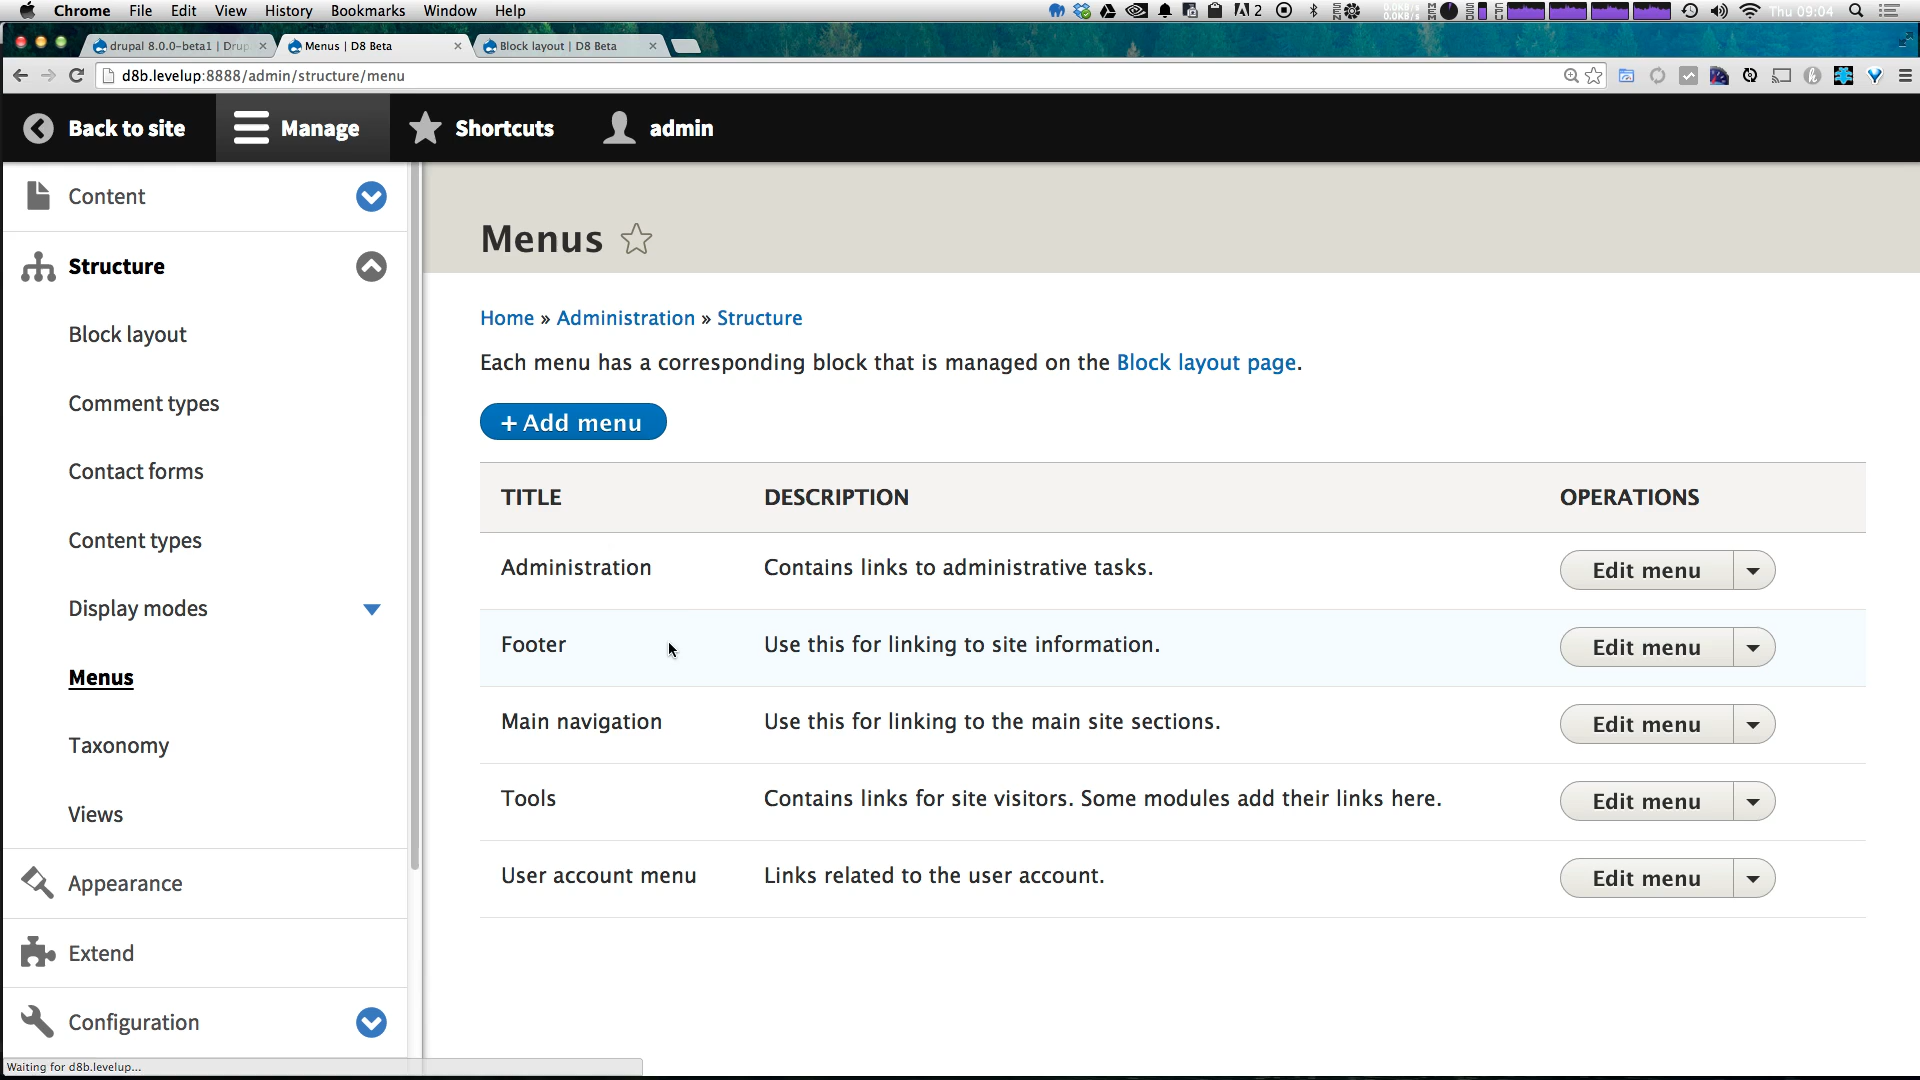 Chrome File Edit View History Bookmarks Window Help
2 Thu 09:04
drupal 8.0.0-beta1 | Drup Menus | D8 Beta Block layout | D8 Beta
d8b.levelup:8888/admin/structure/menu
Back to site Manage Shortcuts admin
Content
Structure
Block layout
Comment types
Contact forms
Content types
Display modes
Menus
Taxonomy
Views
Appearance
Extend
Configuration
Menus
Home » Administration » Structure
Each menu has a corresponding block that is managed on the Block layout page.
+ Add menu
TITLE DESCRIPTION OPERATIONS
Administration Contains links to administrative tasks. Edit menu
Footer Use this for linking to site information. Edit menu
Main navigation Use this for linking to the main site sections. Edit menu
Tools Contains links for site visitors. Some modules add their links here. Edit menu
User account menu Links related to the user account. Edit menu
Waiting for d8b.levelup...